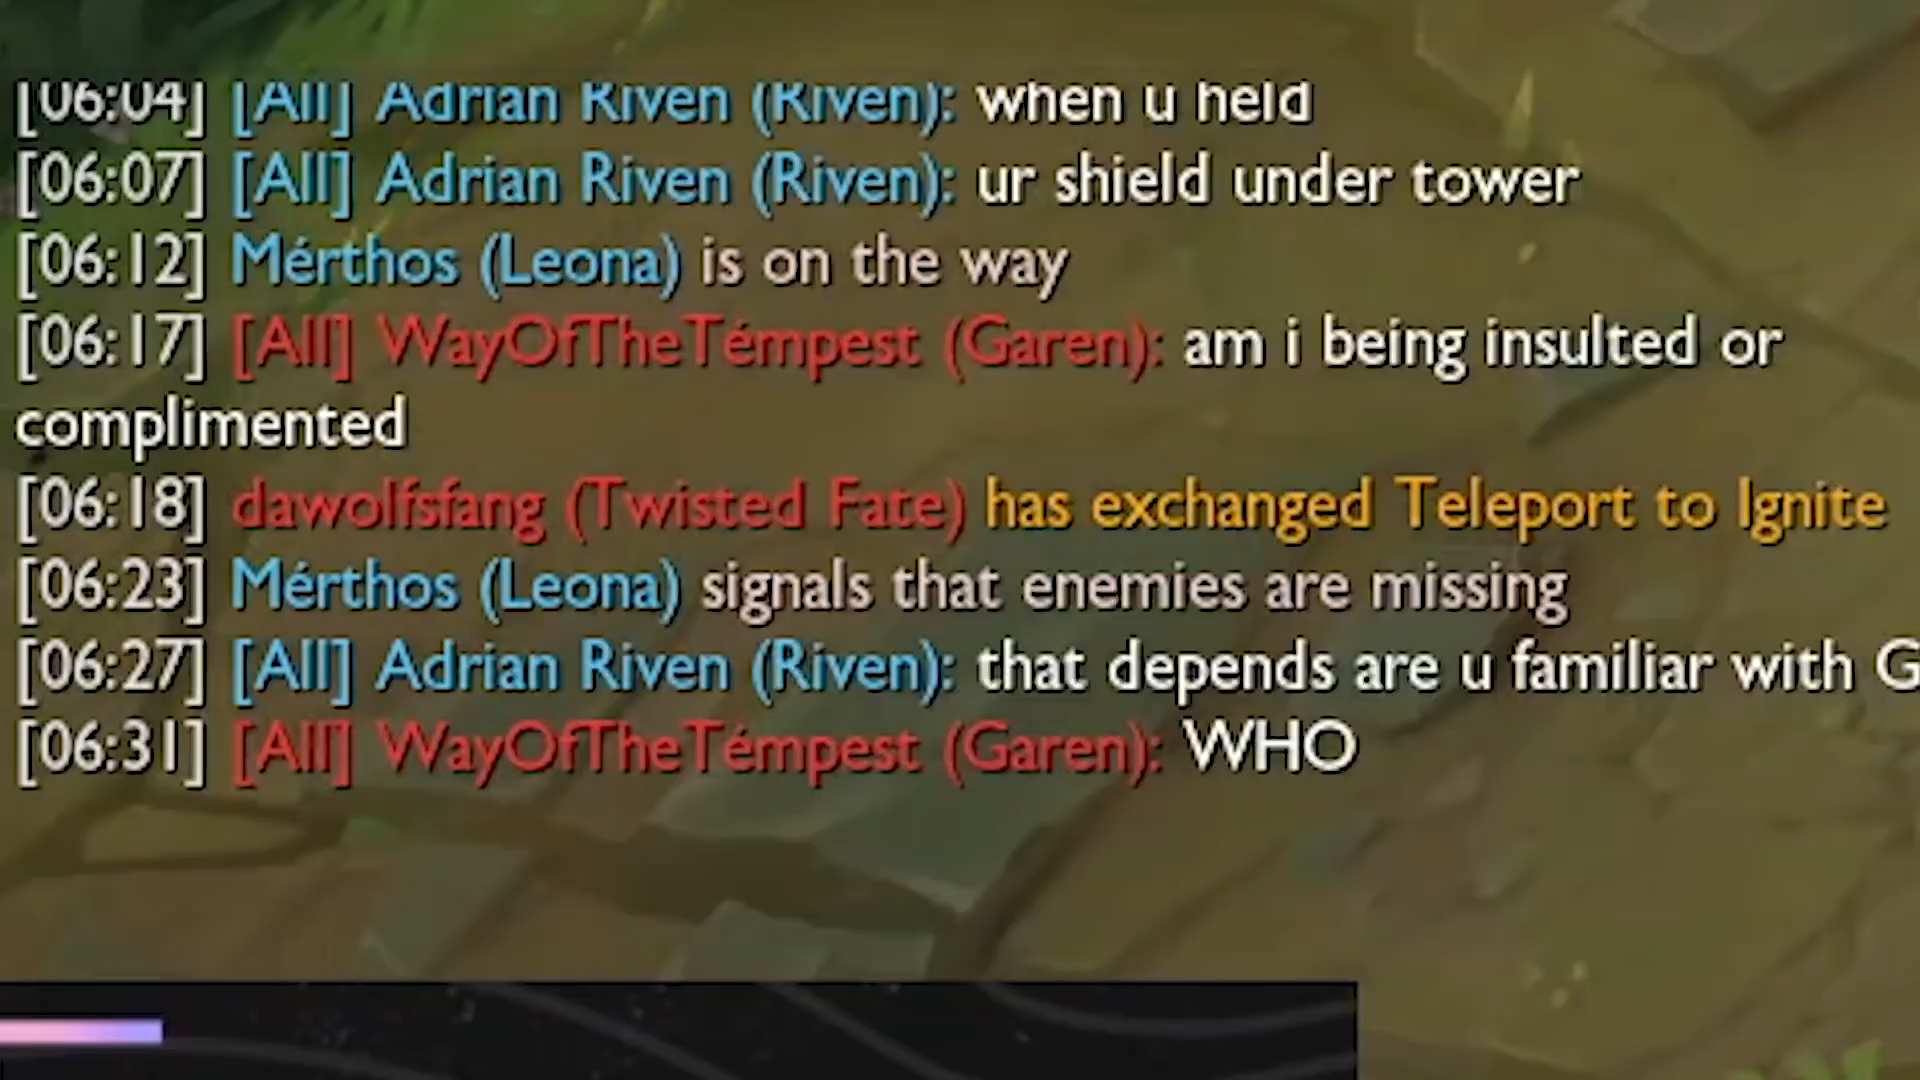 [06:04] [All] Adrian Riven (Riven): when u held
[06:07] [All] Adrian Riven (Riven): ur shield under tower
[06:12] Mérthos (Leona) is on the way
[06:17] [All] WayOfTheTémpest (Garen): am i being insulted or
complimented
[06:18] dawolfsfang (Twisted Fate) has exchanged Teleport to Ignite
[06:23] Mérthos (Leona) signals that enemies are missing
[06:27] [All] Adrian Riven (Riven): that depends are u familiar with G
[06:31] [All] WayOfTheTémpest (Garen): WHO